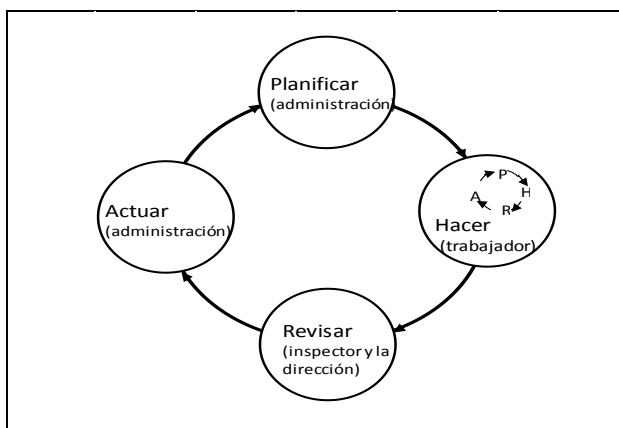 Planificar
(administración)
P
H
A
R
Hacer
(trabajador)
Actuar
(administración)
Revisar
(inspector y la
dirección)